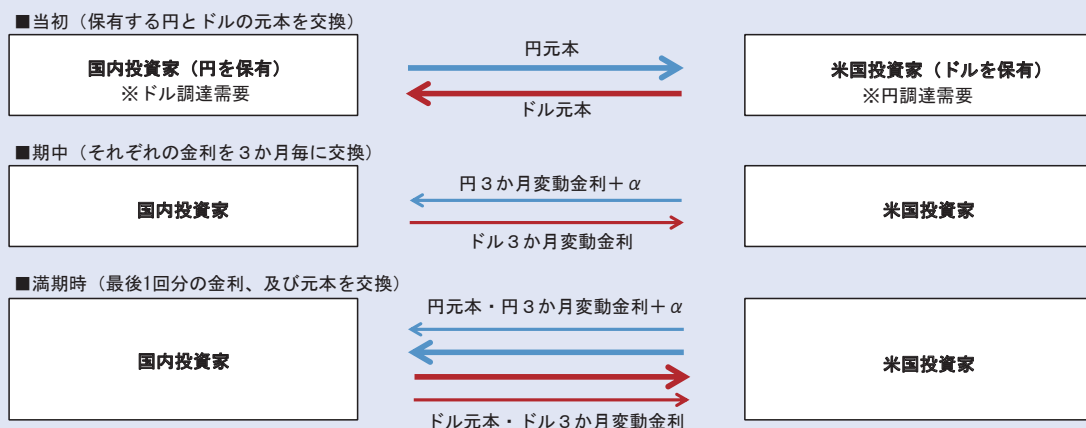 ■当初（保有する円とドルの元本を交換）
国内投資家（円を保有）
※ドル調達需要
円元本
ドル元本
米国投資家（ドルを保有）
※円調達需要
■期中（それぞれの金利を３か月毎に交換）
国内投資家
円３か月変動金利＋α
ドル３か月変動金利
米国投資家
■満期時（最後1回分の金利、及び元本を交換）
国内投資家
円元本・円３か月変動金利＋α
ドル元本・ドル３か月変動金利
米国投資家